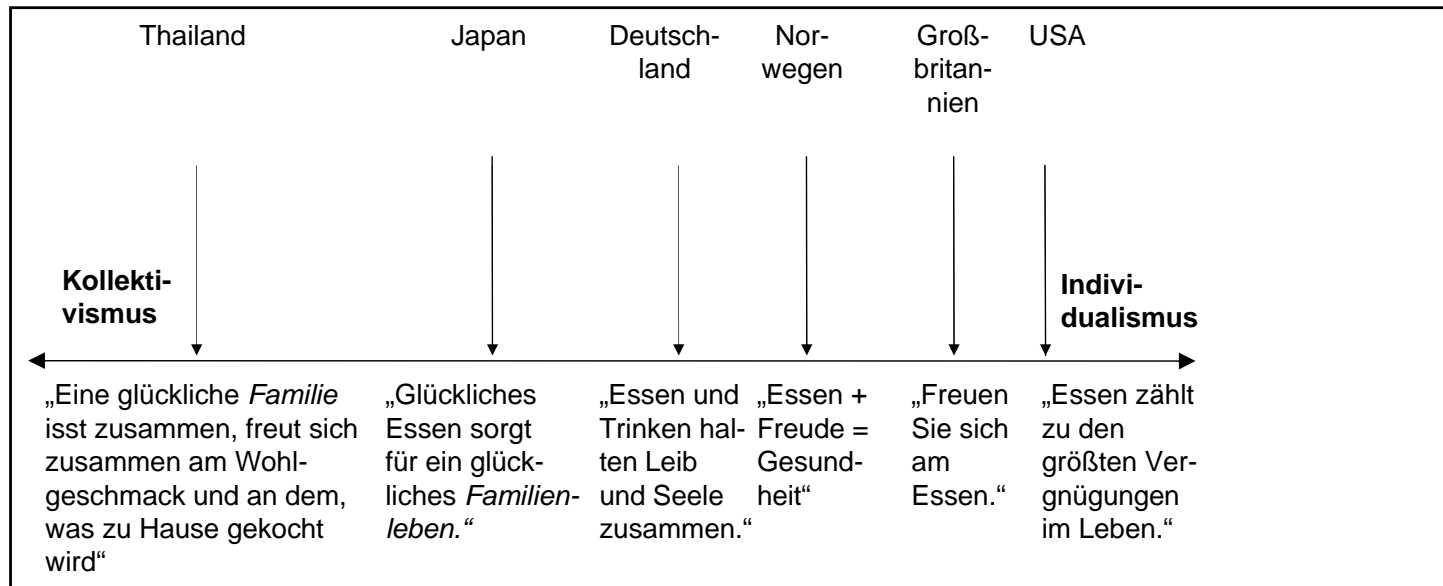 Thailand
Japan
Deutsch-
land
Nor-
wegen
Groß-
britan-
nien
USA
Kollekti-
vismus
Indivi-
dualismus
„Eine glückliche Familie
isst zusammen, freut sich
zusammen am Wohl-
geschmack und an dem,
was zu Hause gekocht
wird“
„Glückliches
Essen sorgt
für ein glück-
liches Familien-
leben.“
„Essen und
Trinken hal-
ten Leib
und Seele
zusammen.“
„Essen +
Freude =
Gesund-
heit“
„Freuen
Sie sich
am
Essen.“
„Essen zählt
zu den
größten Ver-
gnügungen
im Leben.“